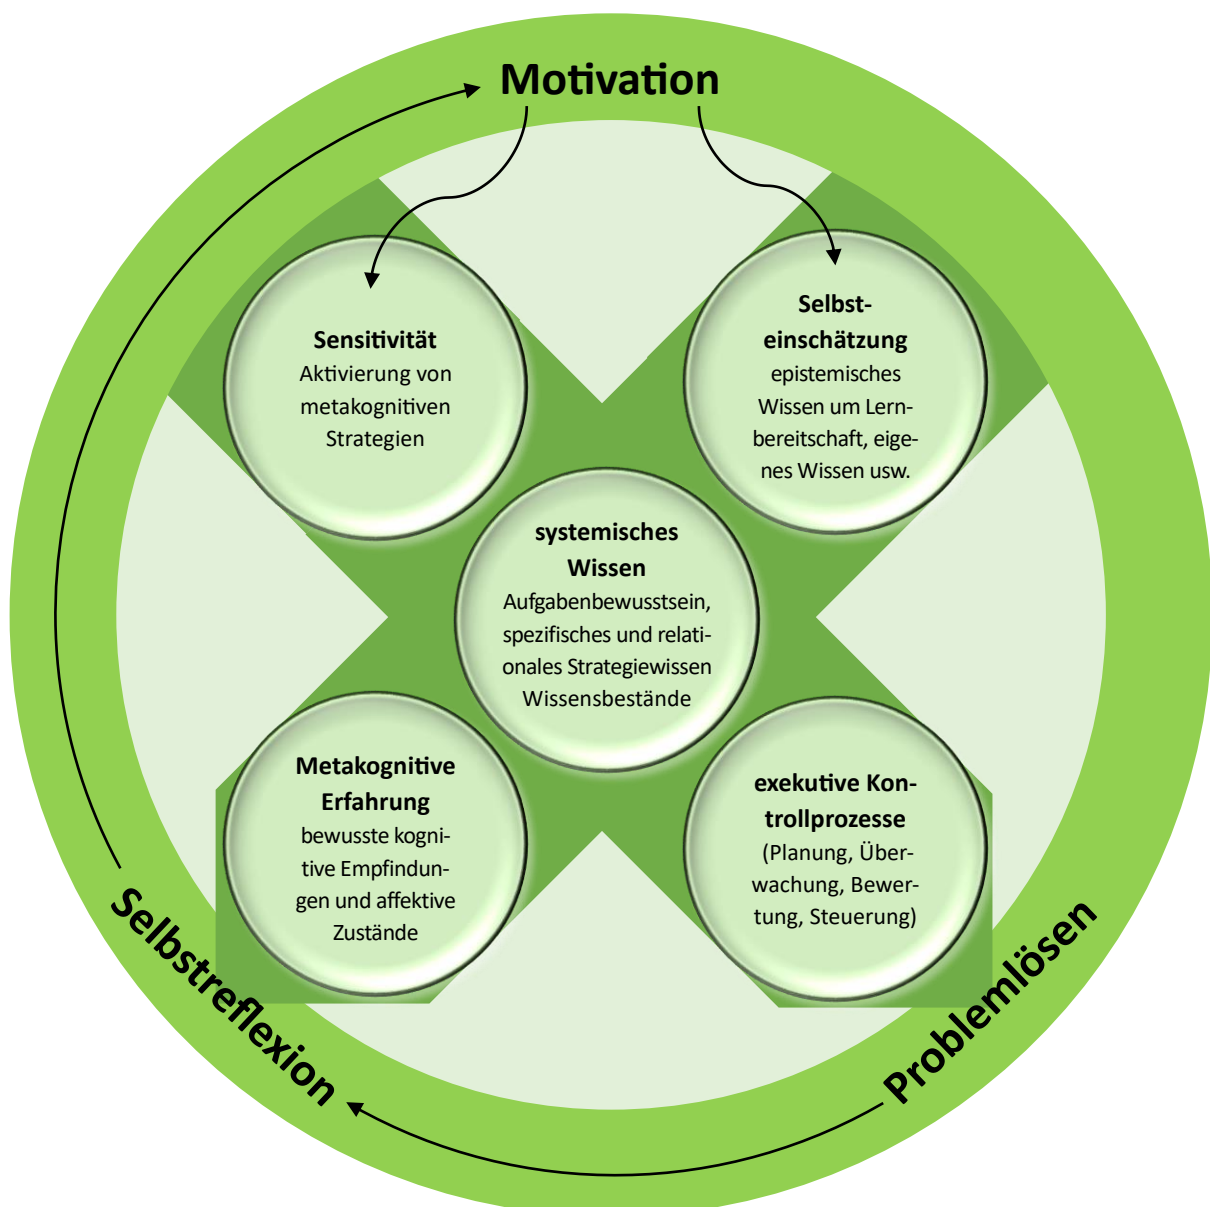 Motivation
Sensitivität
Aktivierung von
metakognitiven
Strategien
Selbst-
einschätzung
epistemisches
Wissen um Lern-
bereitschaft, eige-
nes Wissen usw.
systemisches
Wissen
Aufgabenbewusstsein,
spezifisches und relati-
onales Strategiewissen
Wissensbestände
Metakognitive
Erfahrung
bewusste kogni-
tive Empfindun-
gen und affektive
Zustände
exekutive Kon-
trollprozesse
(Planung, Über-
wachung, Bewer-
tung, Steuerung)
Selbstreflexion
Problemlösen